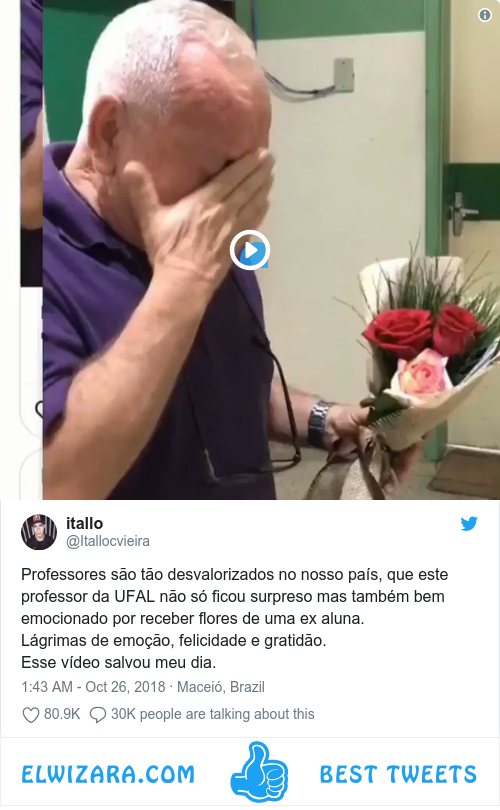 itallo
@Itallocvieira
Professores são tão desvalorizados no nosso país, que este
professor da UFAL não só ficou surpreso mas também bem
emocionado por receber flores de uma ex aluna.
Lágrimas de emoção, felicidade e gratidão.
Esse vídeo salvou meu dia.
1:43 AM - Oct 26, 2018 · Maceió, Brazil
80.9K 30K people are talking about this
ELWIZARA.COM BEST TWEETS